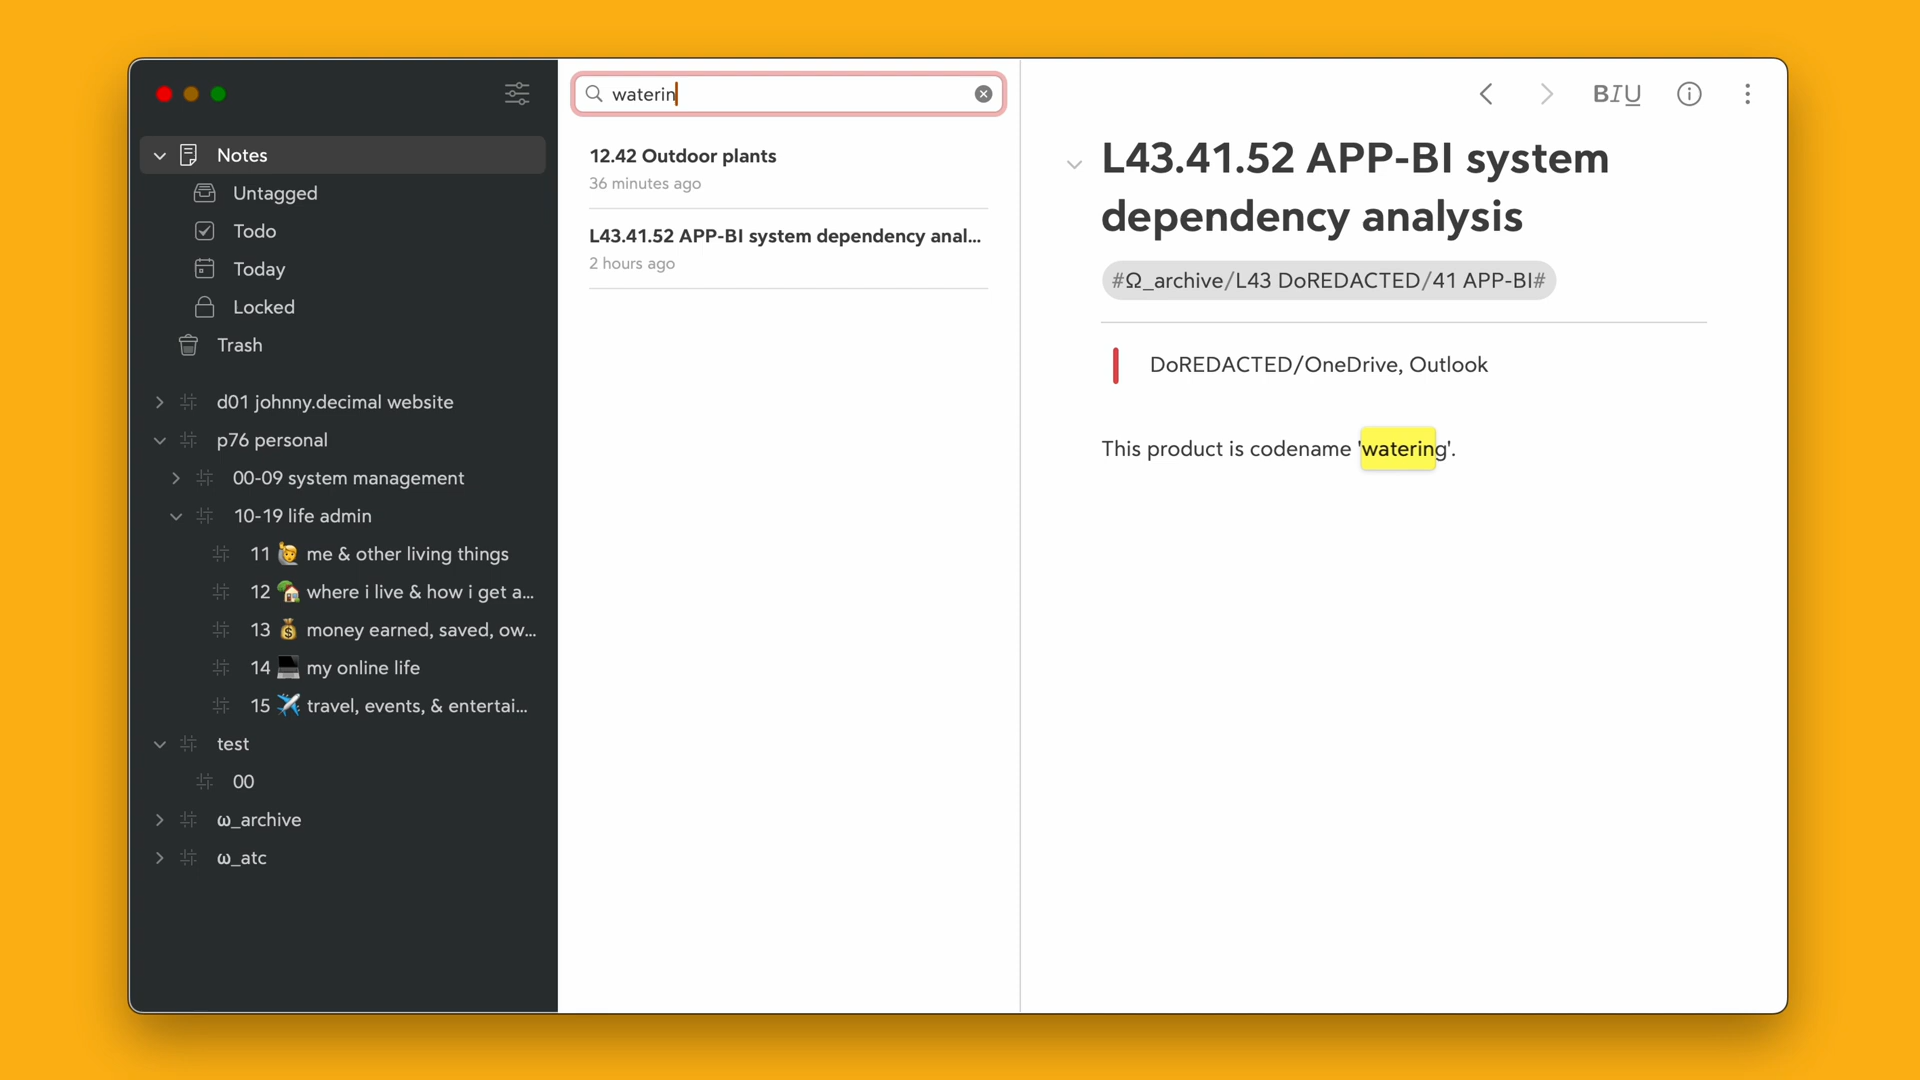 Notes
Untagged
Todo
Today
Locked
Trash
d01 johnny.decimal website
p76 personal
00-09 system management
10-19 life admin
11 🙋 me & other living things
12 🏡 where i live & how i get a...
13 💰 money earned, saved, ow...
14 💻 my online life
15 ✈️ travel, events, & entertai...
test
00
ω_archive
ω_atc
waterin
12.42 Outdoor plants
36 minutes ago
L43.41.52 APP-BI system dependency anal...
2 hours ago
BIU
L43.41.52 APP-BI system
dependency analysis
#Ω_archive/L43 DoREDACTED/41 APP-BI#
DoREDACTED/OneDrive, Outlook
This product is codename 'watering'.